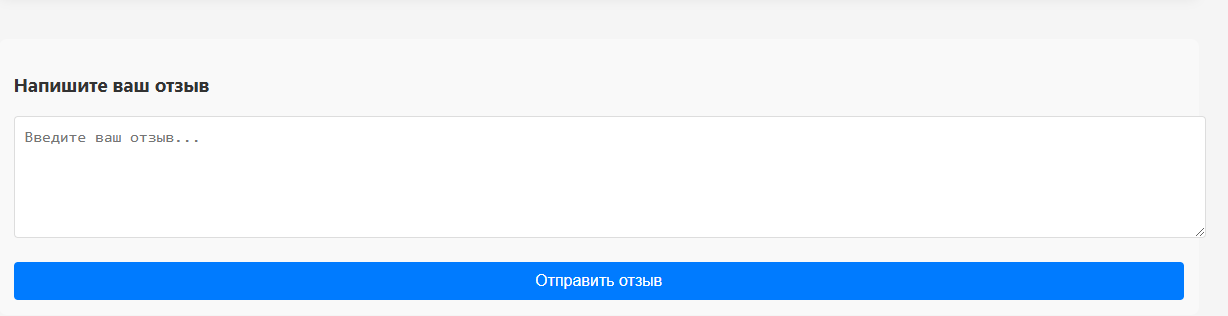 Напишите ваш отзыв
Введите ваш отзыв...
Отправить отзыв